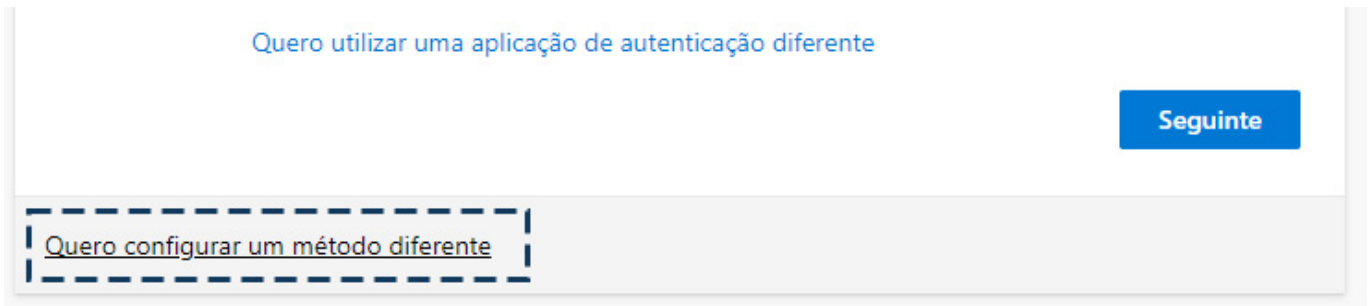 Quero utilizar uma aplicação de autenticação diferente
Seguinte
Quero configurar um método diferente